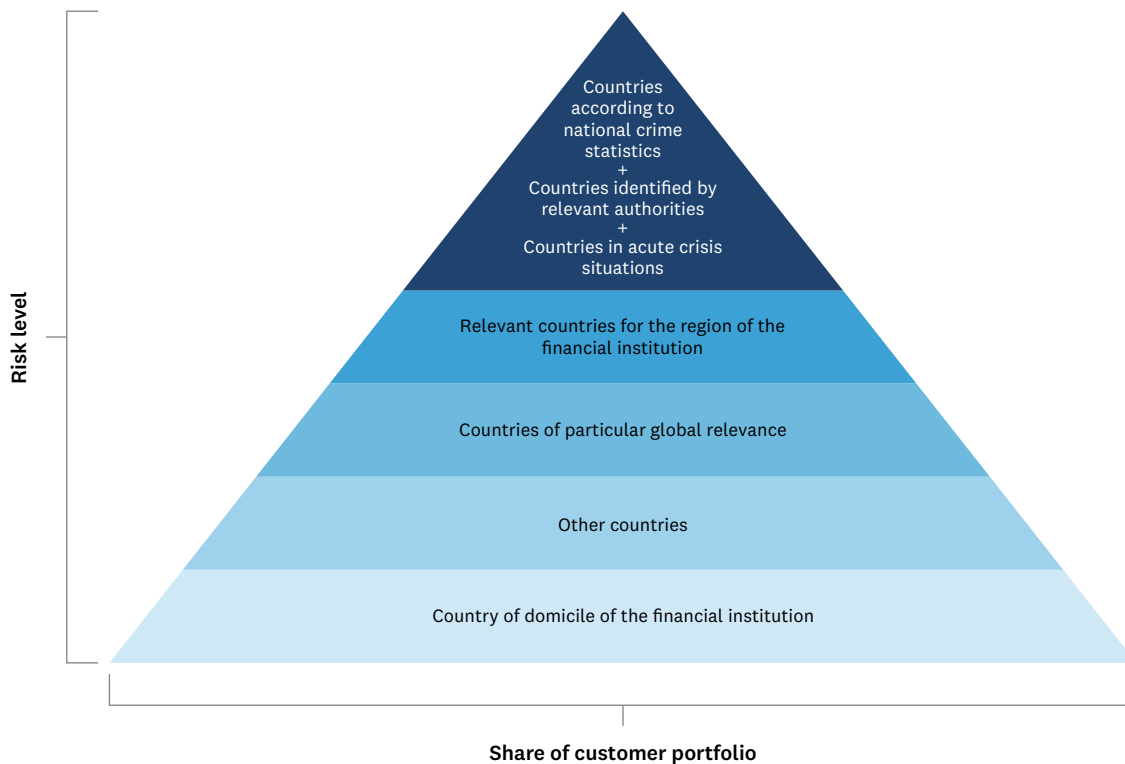 Countries
according to
national crime
statistics
+
Countries identified by
relevant authorities
+
Countries in acute crisis
situations
Relevant countries for the region of the
financial institution
Risk level
Countries of particular global relevance
Other countries
Country of domicile of the financial institution
Share of customer portfolio